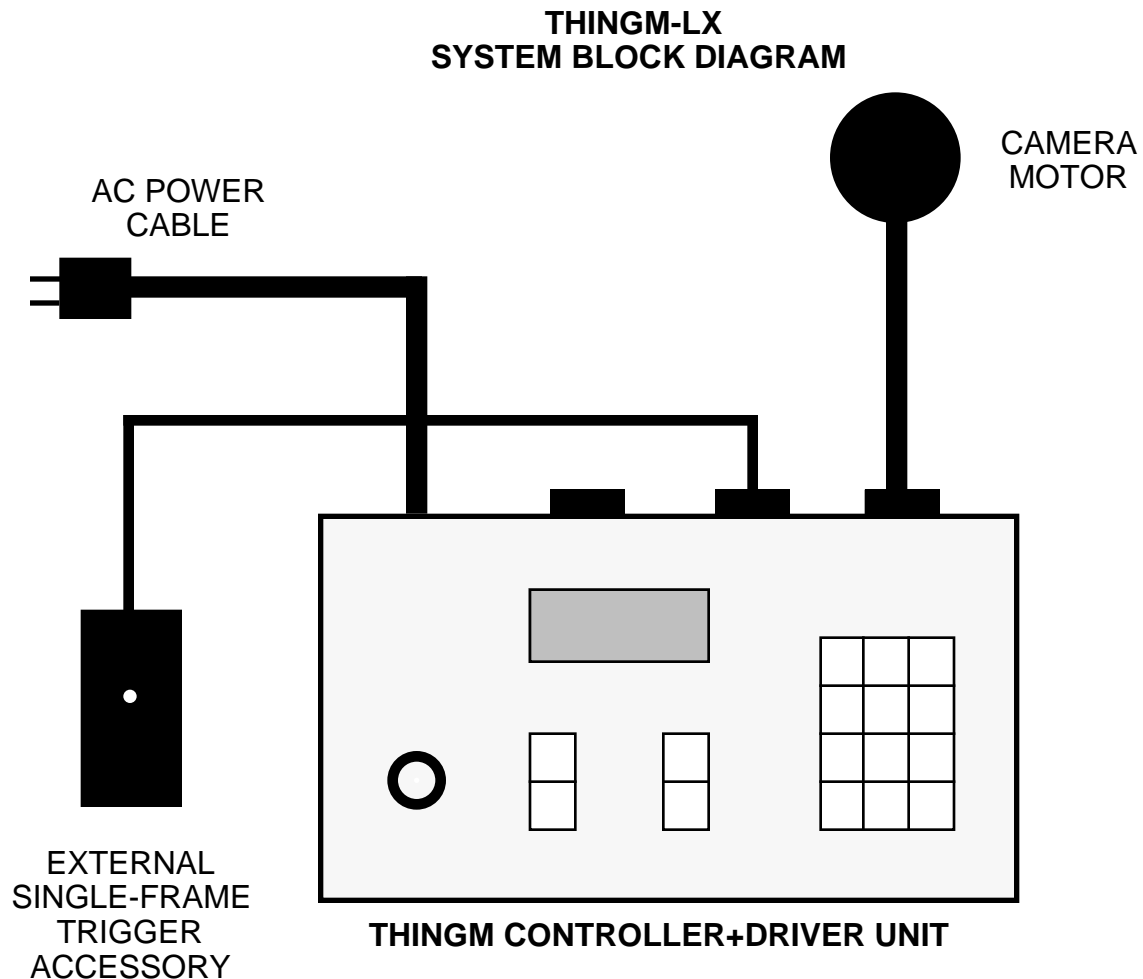 THINGM-LX
SYSTEM BLOCK DIAGRAM
CAMERA
MOTOR
AC POWER
CABLE
EXTERNAL
SINGLE-FRAME
TRIGGER
ACCESSORY
THINGM CONTROLLER+DRIVER UNIT